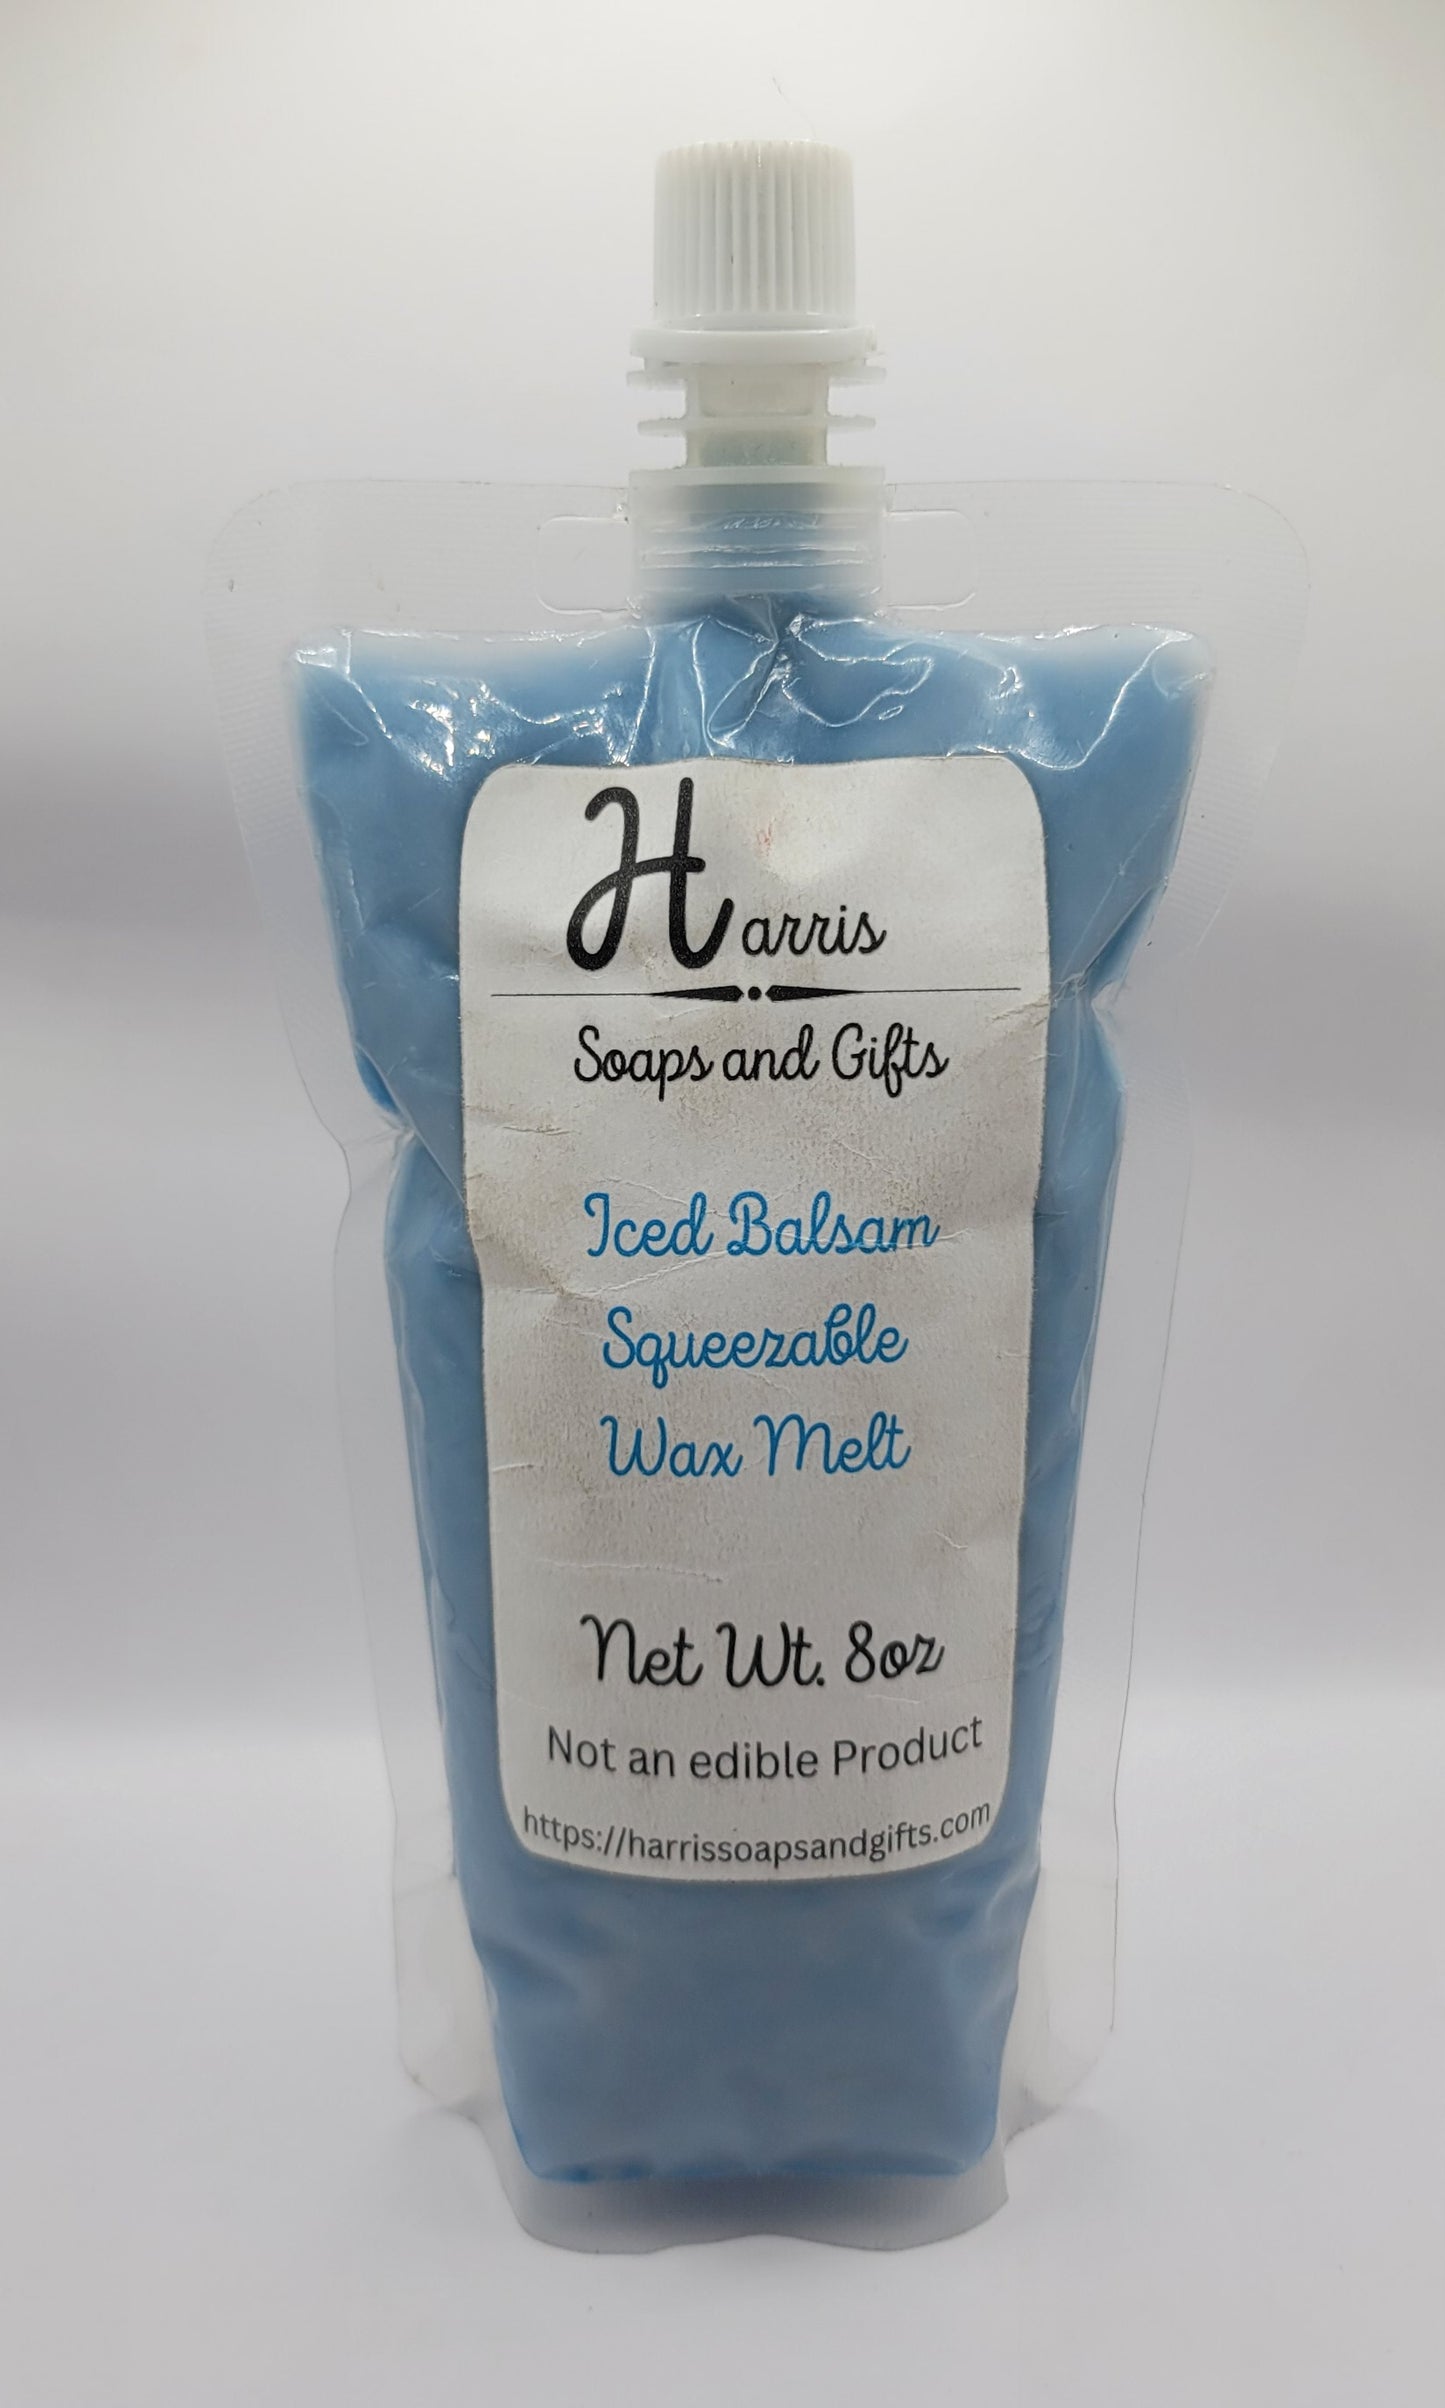 Harris
Soaps and Gifts
Iced Balsam
Squeezable
Wax Melt
Net Wt. 8oz
Not an edible Product
https://harrissoapsandgifts.com